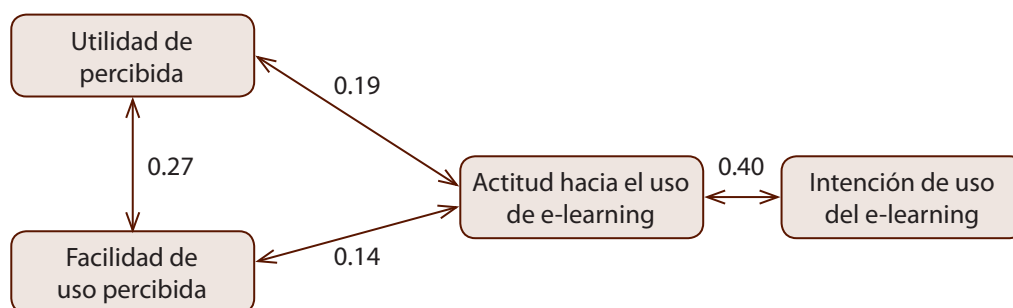 Utilidad de
percibida
0.19
0.27
Actitud hacia el uso
de e-learning
0.40
Intención de uso
del e-learning
Facilidad de
uso percibida
0.14